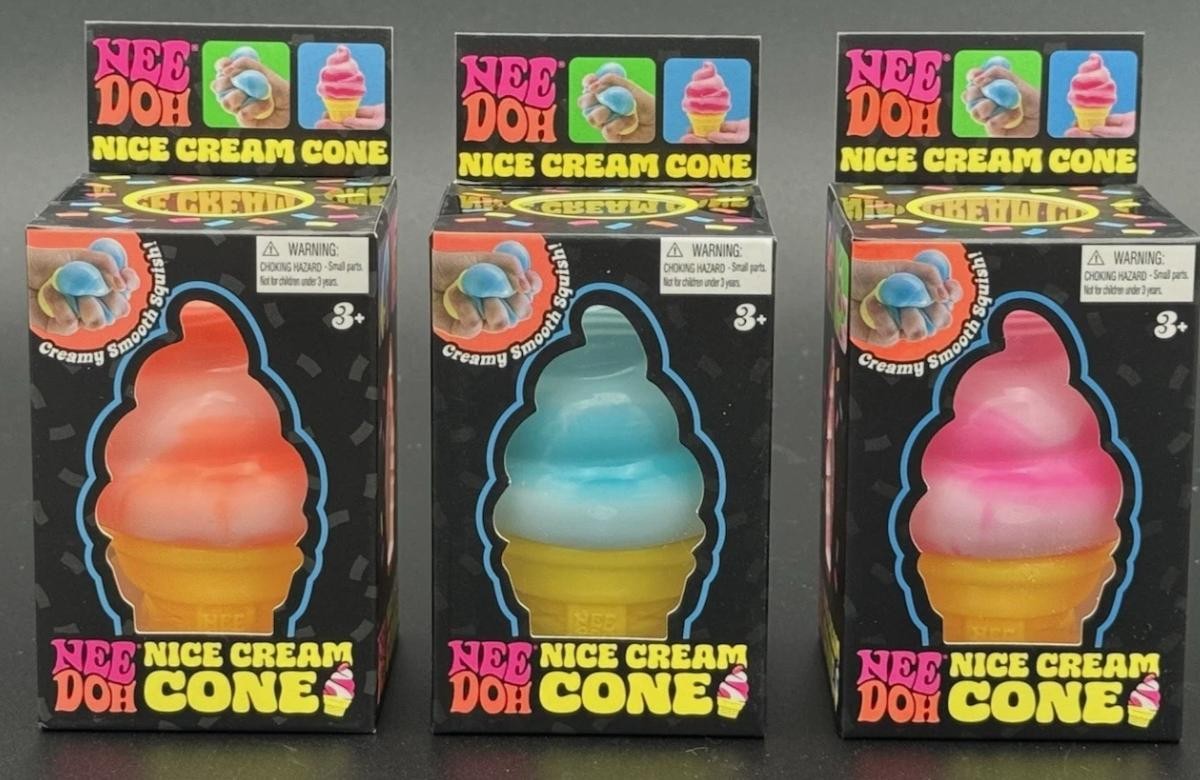 NEE®
DOH
NICE CREAM CONE
WARNING:
CHOKING HAZARD - Small parts.
Not for children under 3 years.
Creamy Smooth Squish!
3+
NEE
NEE
DOH
NICE CREAM
CONE
NEE®
DOH
NICE CREAM CONE
WARNING:
CHOKING HAZARD - Small parts.
Not for children under 3 years.
Creamy Smooth Squish!
3+
NEE
NEE
DOH
NICE CREAM
CONE
NEE®
DOH
NICE CREAM CONE
WARNING:
CHOKING HAZARD - Small parts.
Not for children under 3 years.
Creamy Smooth Squish!
3+
NEE
NEE
DOH
NICE CREAM
CONE